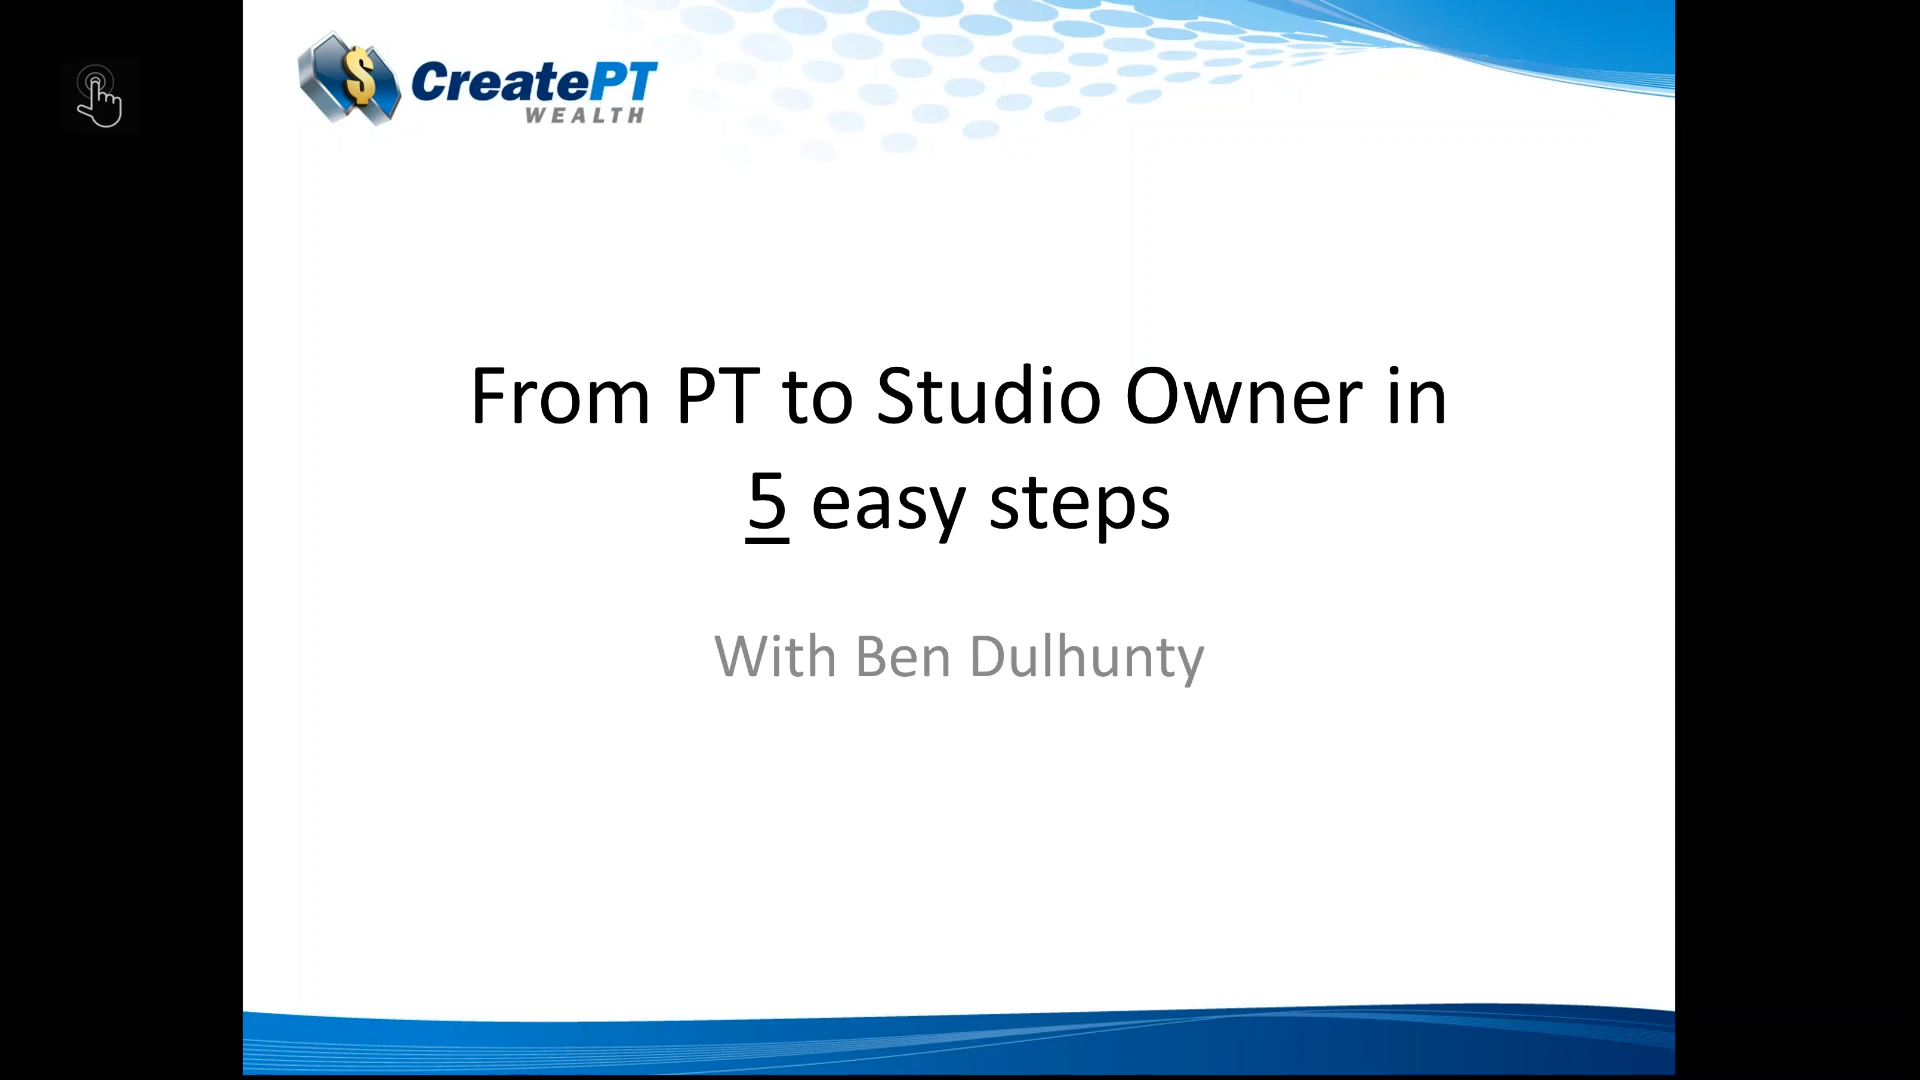 CreatePT
WEALTH
From PT to Studio Owner in
5 easy steps
With Ben Dulhunty